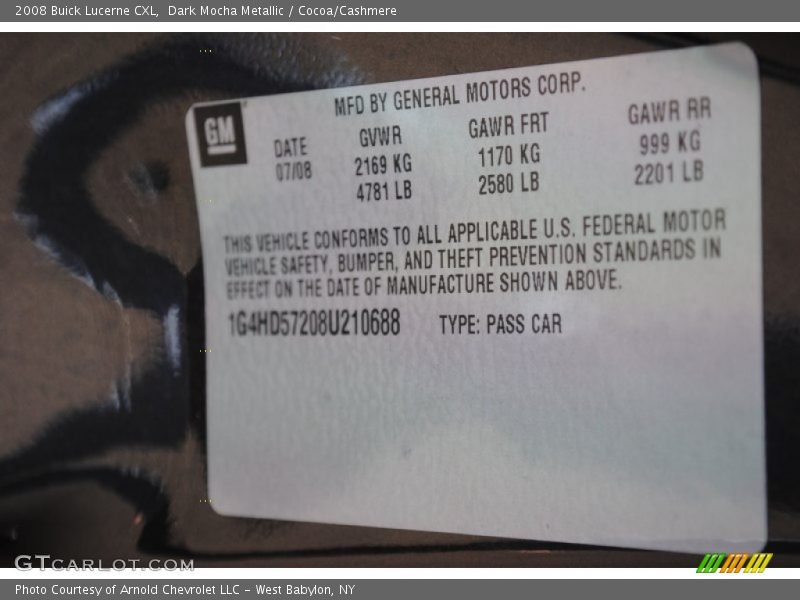 2008 Buick Lucerne CXL, Dark Mocha Metallic / Cocoa/Cashmere
MFD BY GENERAL MOTORS CORP.
GM
DATE GVWR GAWR FRT GAWR RR
07/08 2169 KG 1170 KG 999 KG
4781 LB 2580 LB 2201 LB
THIS VEHICLE CONFORMS TO ALL APPLICABLE U.S. FEDERAL MOTOR
VEHICLE SAFETY, BUMPER, AND THEFT PREVENTION STANDARDS IN
EFFECT ON THE DATE OF MANUFACTURE SHOWN ABOVE.
1G4HD57208U210688 TYPE: PASS CAR
GTCARLOT.COM
Photo Courtesy of Arnold Chevrolet LLC - West Babylon, NY